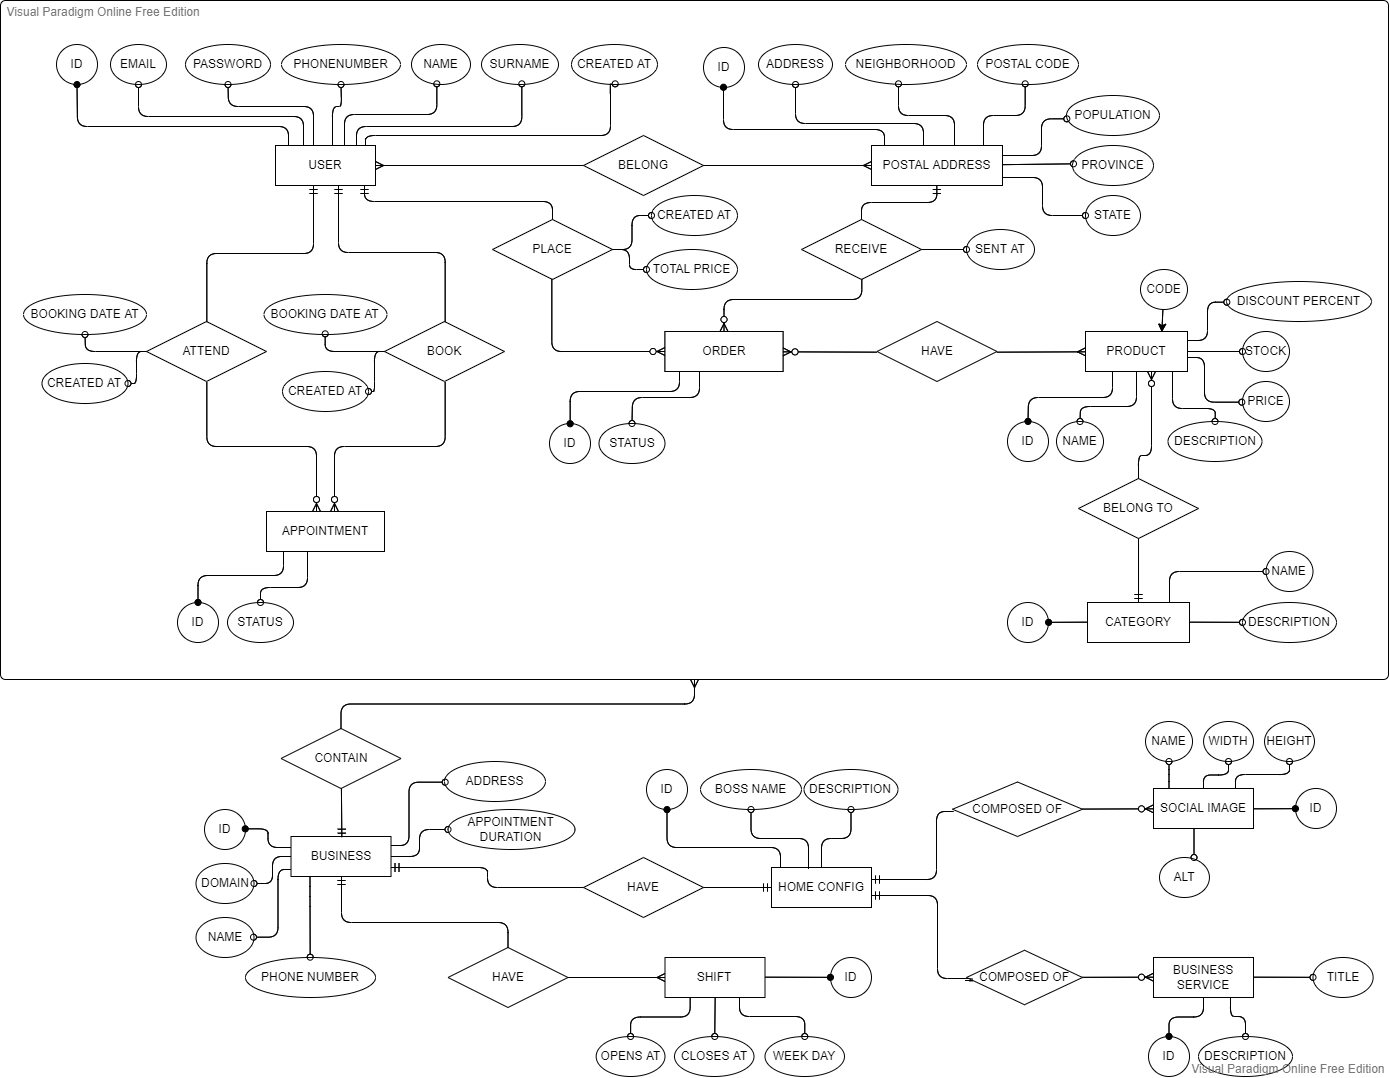 Visual Paradigm Online Free Edition
ID
EMAIL
PASSWORD
PHONENUMBER
NAME
SURNAME
CREATED AT
ID
ADDRESS
NEIGHBORHOOD
POSTAL CODE
POPULATION
USER
BELONG
POSTAL ADDRESS
PROVINCE
CREATED AT
STATE
PLACE
RECEIVE
SENT AT
TOTAL PRICE
CODE
DISCOUNT PERCENT
BOOKING DATE AT
BOOKING DATE AT
ATTEND
BOOK
ORDER
HAVE
PRODUCT
STOCK
CREATED AT
CREATED AT
PRICE
ID
STATUS
ID
NAME
DESCRIPTION
BELONG TO
APPOINTMENT
NAME
ID
STATUS
ID
CATEGORY
DESCRIPTION
CONTAIN
NAME
WIDTH
HEIGHT
ADDRESS
ID
BOSS NAME
DESCRIPTION
COMPOSED OF
SOCIAL IMAGE
ID
ID
APPOINTMENT
DURATION
BUSINESS
DOMAIN
HAVE
HOME CONFIG
ALT
NAME
PHONE NUMBER
HAVE
SHIFT
ID
COMPOSED OF
BUSINESS
SERVICE
TITLE
OPENS AT
CLOSES AT
WEEK DAY
ID
DESCRIPTION
Visual Paradigm Online Free Edition